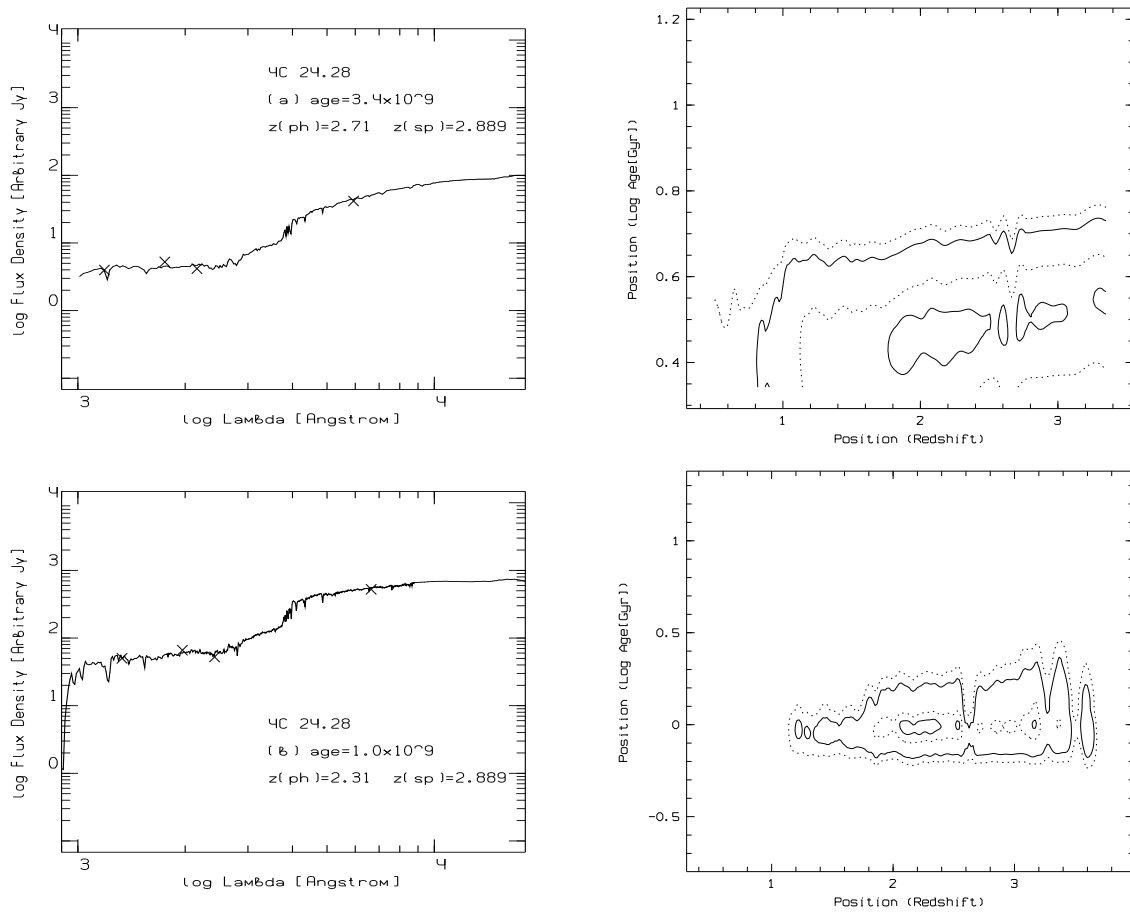 4
3
2
1
0
log Flux Density [Arbitrary Jy]
4C 24.28
(a) age=3.4x10^9
z(ph)=2.71 z(sp)=2.889
3
4
log Lambda [Angstrom]
1.2
1
0.8
0.6
0.4
Position (Log Age[Gyr])
1
2
3
Position (Redshift)
4
3
2
1
0
log Flux Density [Arbitrary Jy]
4C 24.28
(b) age=1.0x10^9
z(ph)=2.31 z(sp)=2.889
3
4
log Lambda [Angstrom]
1
0.5
0
-0.5
Position (Log Age[Gyr])
1
2
3
Position (Redshift)